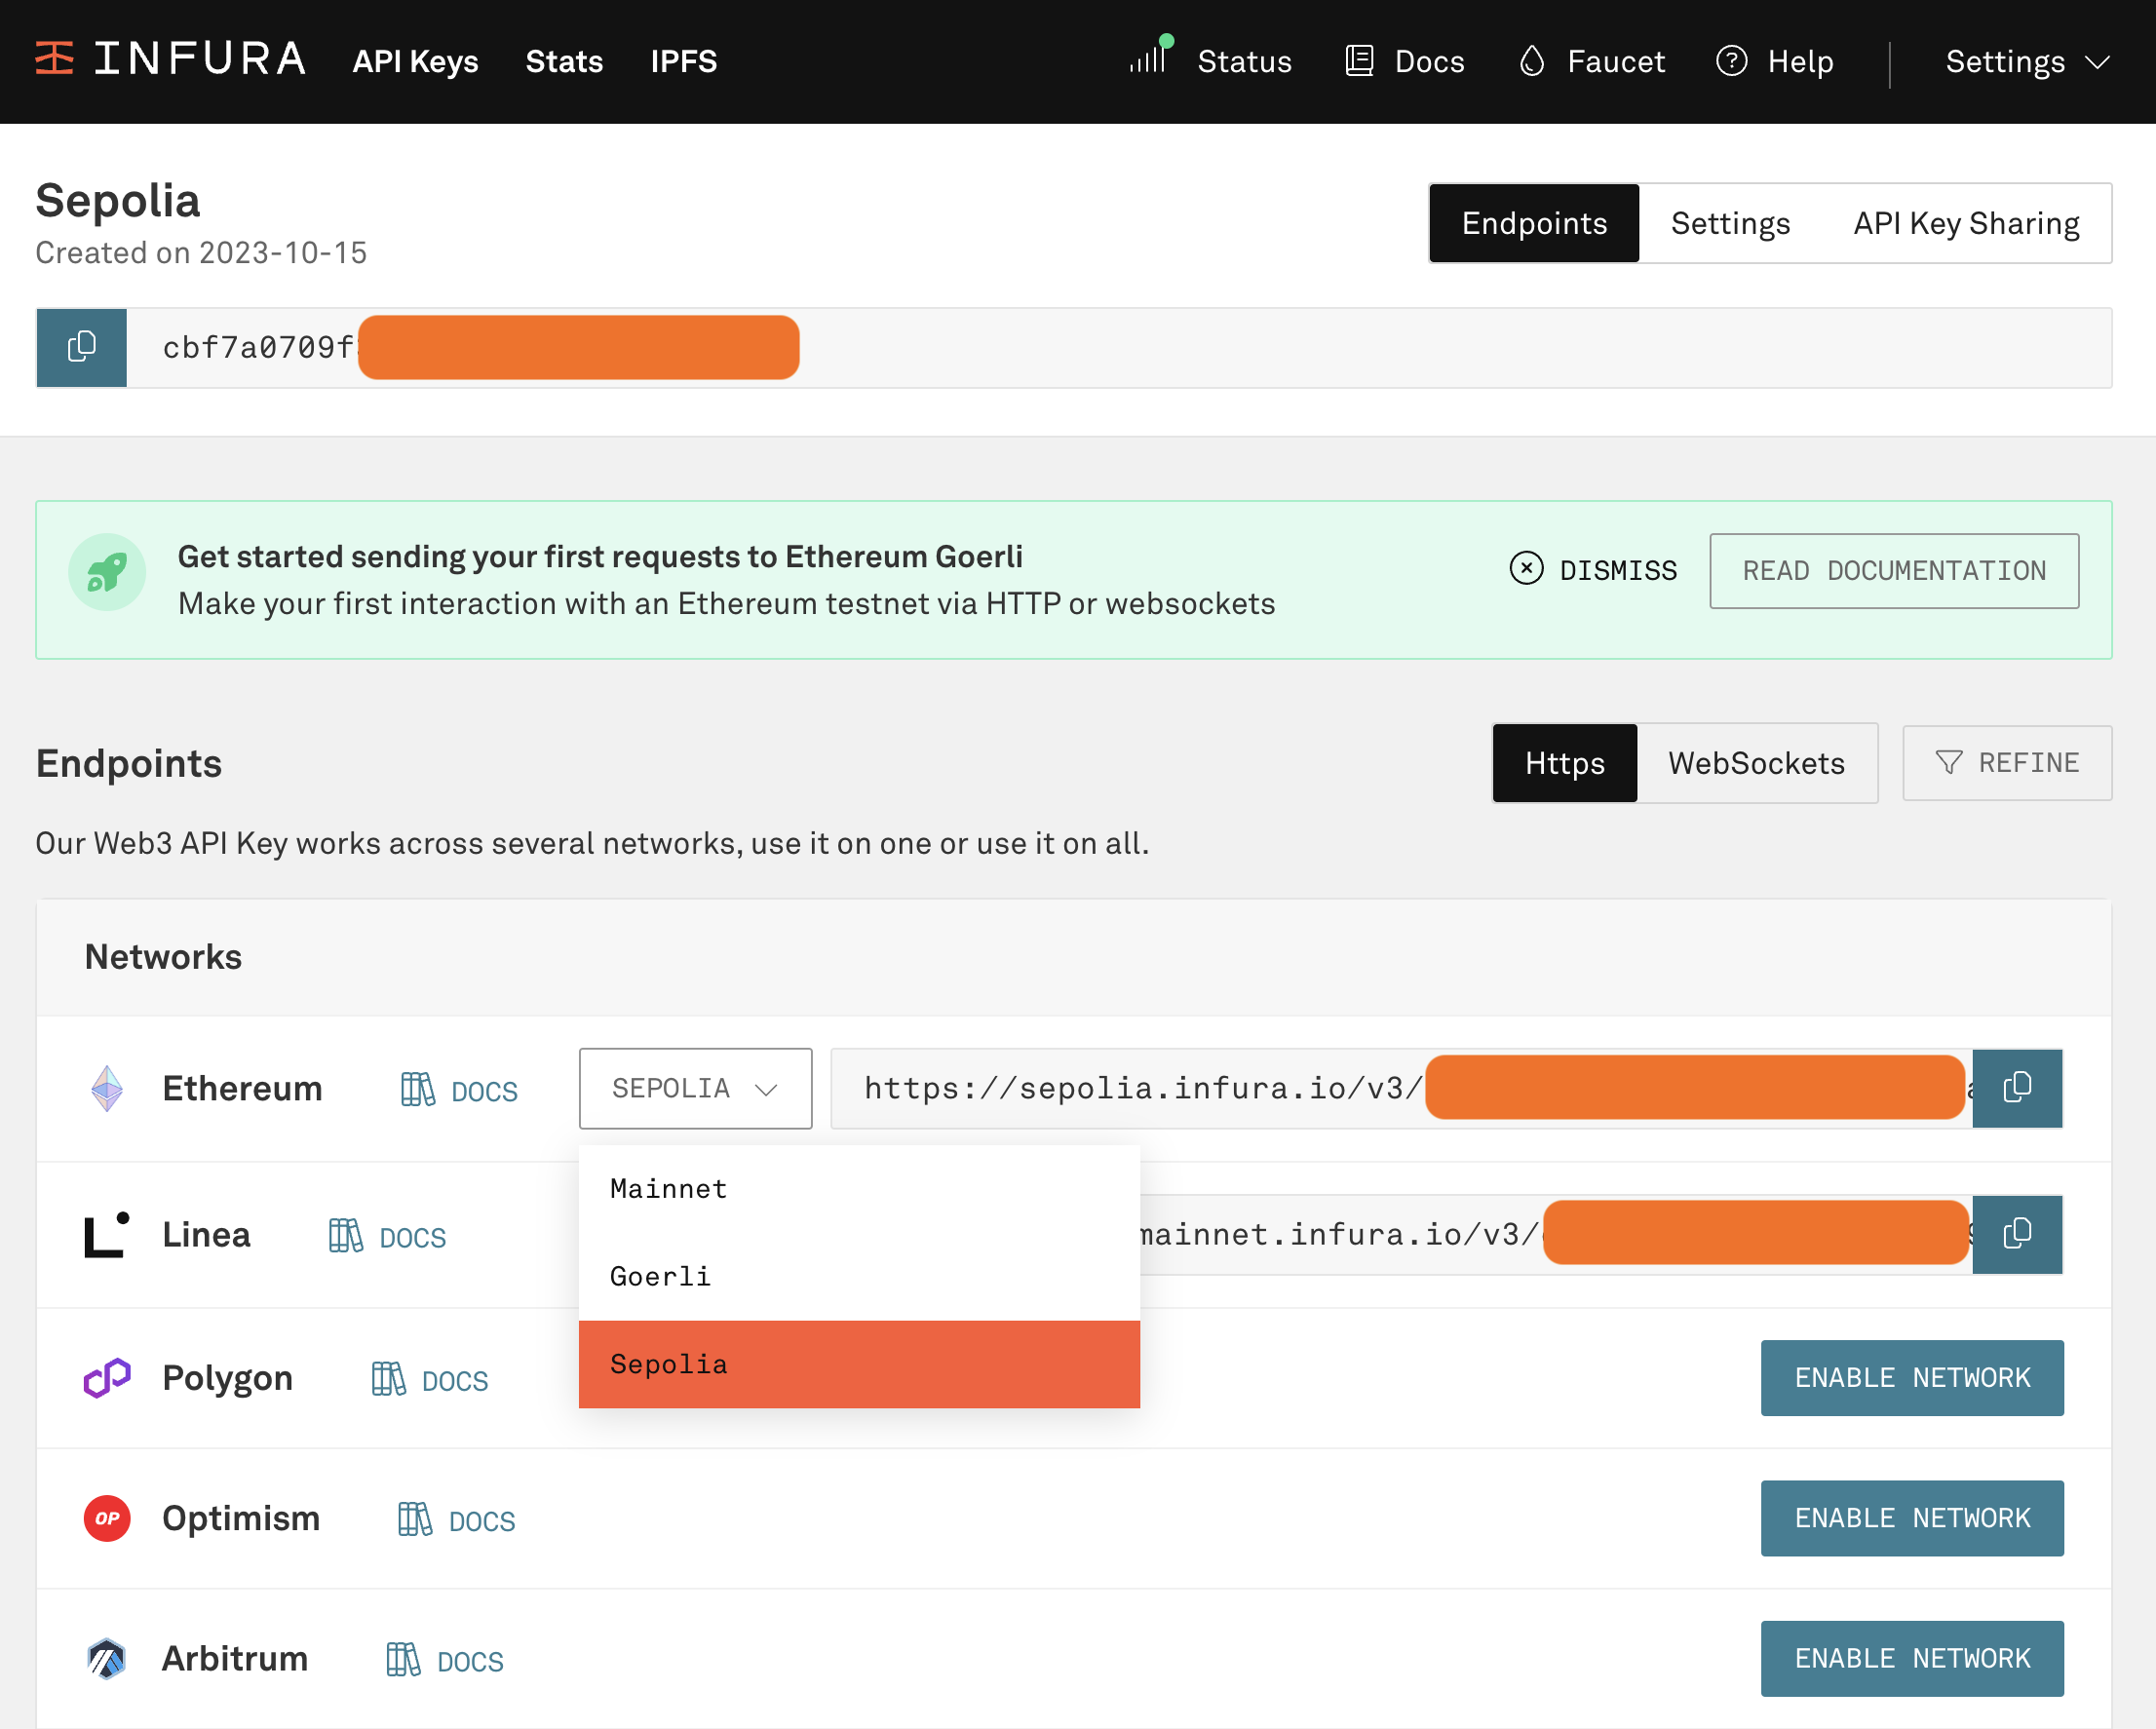 INFURA API Keys Stats IPFS Status Docs Faucet Help Settings
Sepolia
Created on 2023-10-15
Endpoints Settings API Key Sharing
cbf7a0709f
Get started sending your first requests to Ethereum Goerli
Make your first interaction with an Ethereum testnet via HTTP or websockets
DISMISS READ DOCUMENTATION
Endpoints
Https WebSockets REFINE
Our Web3 API Key works across several networks, use it on one or use it on all.
Networks
Ethereum DOCS SEPOLIA https://sepolia.infura.io/v3/
Mainnet
Linea DOCS mainnet.infura.io/v3/
Goerli
Sepolia
Polygon DOCS ENABLE NETWORK
OP Optimism DOCS ENABLE NETWORK
Arbitrum DOCS ENABLE NETWORK